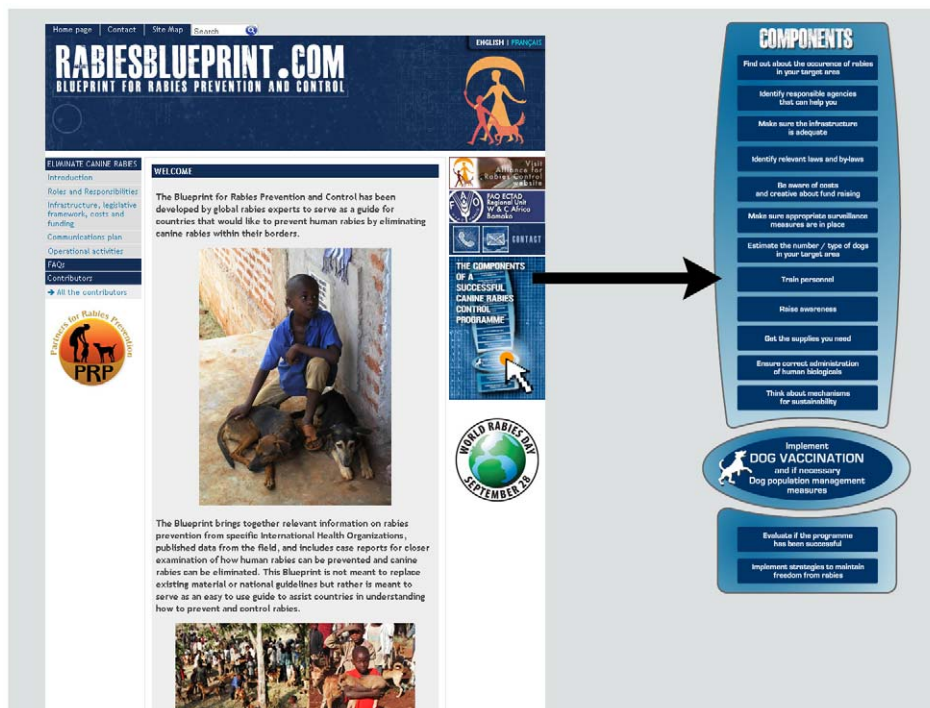 Home page
Contact
Site Map
Search
ENGLISH | FRANÇAIS
RABIESBLUEPRINT.COM
BLUEPRINT FOR RABIES PREVENTION AND CONTROL
ELIMINATE CANINE RABIES
Introduction
Roles and Responsibilities
Infrastructure, legislative
framework, costs and
funding
Communications plan
Operational activities
FAQs
Contributors
→ All the contributors
Partners for Rabies Prevention
PRP
WELCOME
The Blueprint for Rabies Prevention and Control has been
developed by global rabies experts to serve as a guide for
countries that would like to prevent human rabies by eliminating
canine rabies within their borders.
The Blueprint brings together relevant information on rabies
prevention from specific International Health Organizations,
published data from the field, and includes case reports for closer
examination of how human rabies can be prevented and canine
rabies can be eliminated. This Blueprint is not meant to replace
existing material or national guidelines but rather is meant to
serve as an easy to use guide to assist countries in understanding
how to prevent and control rabies.
Visit
Alliance for
Rabies Control
website
FAO ECTAD
Regional Unit
W & C Africa
Bamako
CONTACT
THE COMPONENTS
OF A
SUCCESSFUL
CANINE RABIES
CONTROL
PROGRAMME
WORLD RABIES DAY
SEPTEMBER 28
COMPONENTS
Find out about the occurence of rabies
in your target area
Identify responsible agencies
that can help you
Make sure the infrastructure
is adequate
Identify relevant laws and by-laws
Be aware of costs
and creative about fund raising
Make sure appropriate surveillance
measures are in place
Estimate the number / type of dogs
in your target area
Train personnel
Raise awareness
Get the supplies you need
Ensure correct administration
of human biologicals
Think about mechanisms
for sustainability
Implement
DOG VACCINATION
and if necessary
Dog population management
measures
Evaluate if the programme
has been successful
Implement strategies to maintain
freedom from rabies